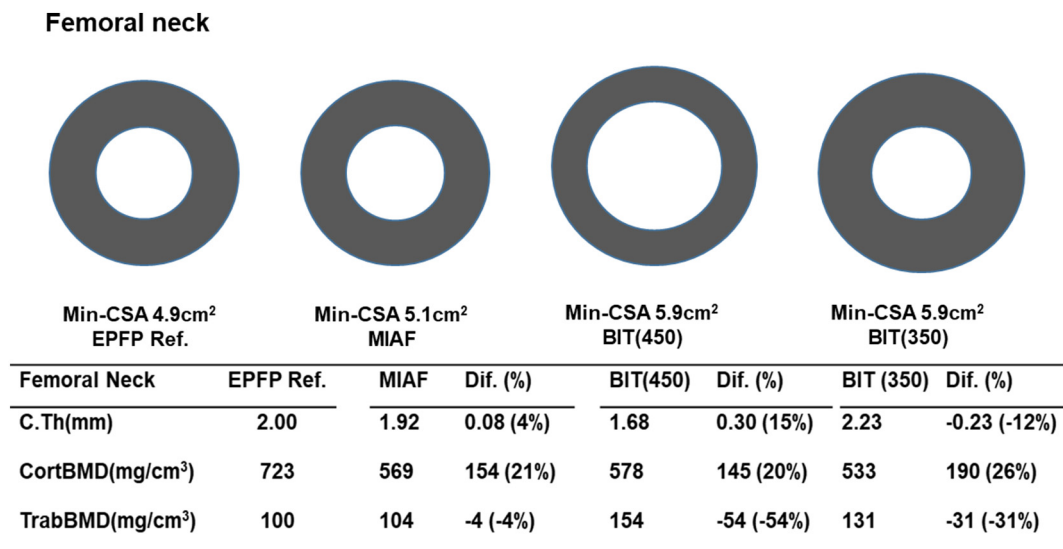 Femoral neck
Min-CSA 4.9cm² Min-CSA 5.1cm² Min-CSA 5.9cm² Min-CSA 5.9cm²
EPFP Ref. MIAF BIT(450) BIT(350)
Femoral Neck EPFP Ref. MIAF Dif. (%) BIT(450) Dif. (%) BIT (350) Dif. (%)
C.Th(mm) 2.00 1.92 0.08 (4%) 1.68 0.30 (15%) 2.23 -0.23 (-12%)
CortBMD(mg/cm³) 723 569 154 (21%) 578 145 (20%) 533 190 (26%)
TrabBMD(mg/cm³) 100 104 -4 (-4%) 154 -54 (-54%) 131 -31 (-31%)